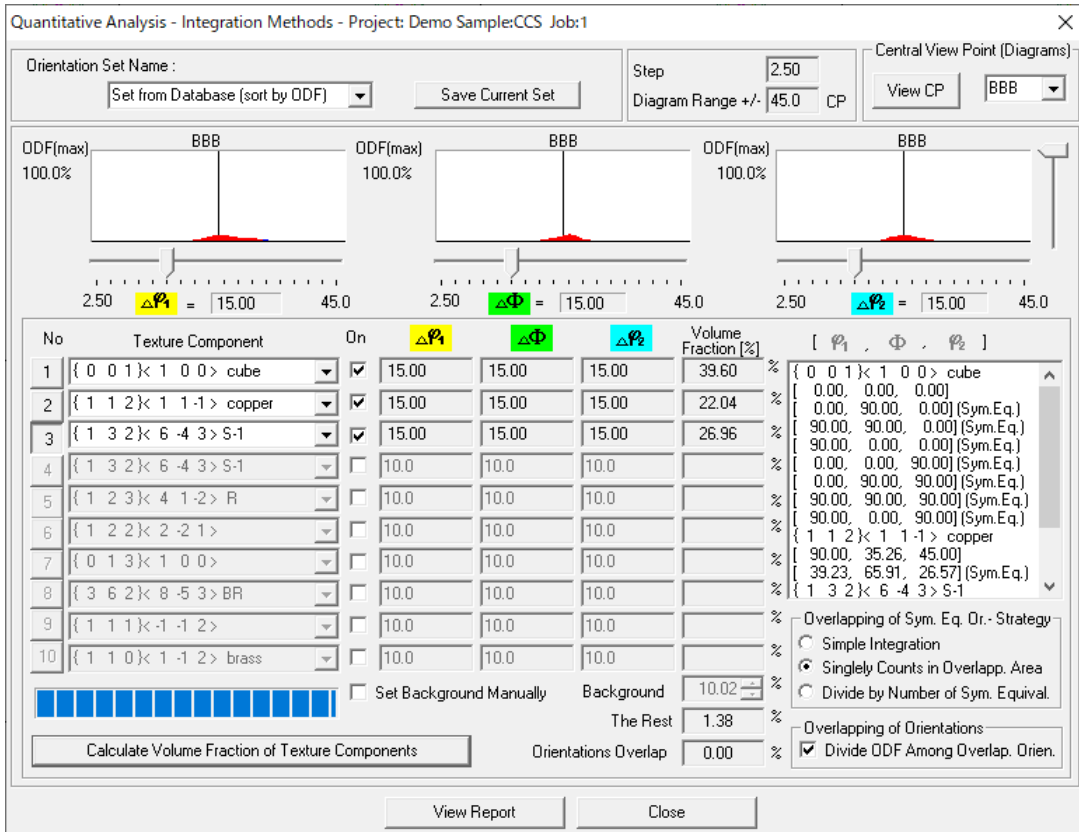 Quantitative Analysis - Integration Methods - Project: Demo Sample:CCS Job:1
Orientation Set Name :
Set from Database (sort by ODF)
Save Current Set
Step 2.50
Diagram Range +/- 45.0 CP
Central View Point (Diagrams)
View CP BBB
ODF(max) BBB ODF(max) BBB ODF(max) BBB
100.0% 100.0% 100.0%
2.50 △φ1 = 15.00 45.0 2.50 △Φ = 15.00 45.0 2.50 △φ2 = 15.00 45.0
No Texture Component On △φ1 △Φ △φ2 Volume Fraction [%]
1 { 0 0 1}< 1 0 0> cube 15.00 15.00 15.00 39.60 %
2 { 1 1 2}< 1 1 -1> copper 15.00 15.00 15.00 22.04 %
3 { 1 3 2}< 6 -4 3> S-1 15.00 15.00 15.00 26.96 %
4 { 1 3 2}< 6 -4 3> S-1 10.0 10.0 10.0 %
5 { 1 2 3}< 4 1 -2> R 10.0 10.0 10.0 %
6 { 1 2 2}< 2 -2 1> 10.0 10.0 10.0 %
7 { 0 1 3}< 1 0 0> 10.0 10.0 10.0 %
8 { 3 6 2}< 8 -5 3> BR 10.0 10.0 10.0 %
9 { 1 1 1}< -1 -1 2> 10.0 10.0 10.0 %
10 { 1 1 0}< 1 -1 2> brass 10.0 10.0 10.0 %
[ φ1 , Φ , φ2 ]
{ 0 0 1}< 1 0 0> cube
[ 0.00, 0.00, 0.00]
[ 0.00, 90.00, 0.00] (Sym.Eq.)
[ 90.00, 90.00, 0.00] (Sym.Eq.)
[ 90.00, 0.00, 0.00] (Sym.Eq.)
[ 0.00, 0.00, 90.00] (Sym.Eq.)
[ 0.00, 90.00, 90.00] (Sym.Eq.)
[ 90.00, 90.00, 90.00] (Sym.Eq.)
[ 90.00, 0.00, 90.00] (Sym.Eq.)
{ 1 1 2}< 1 1 -1> copper
[ 90.00, 35.26, 45.00]
[ 39.23, 65.91, 26.57] (Sym.Eq.)
{ 1 3 2}< 6 -4 3> S-1
Set Background Manually Background 10.02 %
The Rest 1.38 %
Calculate Volume Fraction of Texture Components
Orientations Overlap 0.00 %
Overlapping of Sym. Eq. Or.- Strategy
Simple Integration
Singlely Counts in Overlapp. Area
Divide by Number of Sym. Equival.
Overlapping of Orientations
Divide ODF Among Overlap. Orien.
View Report Close